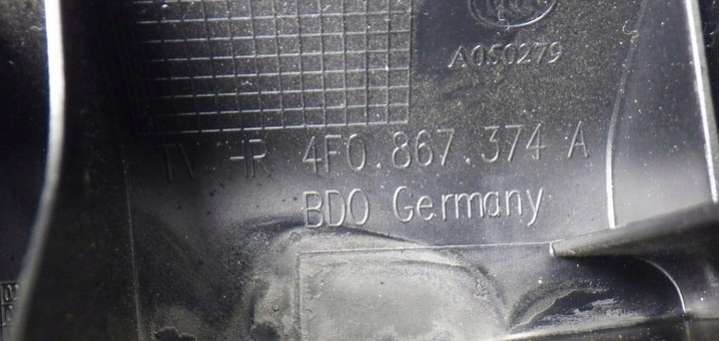 A050279
TV HR 4F0.867.374 A
BDO Germany